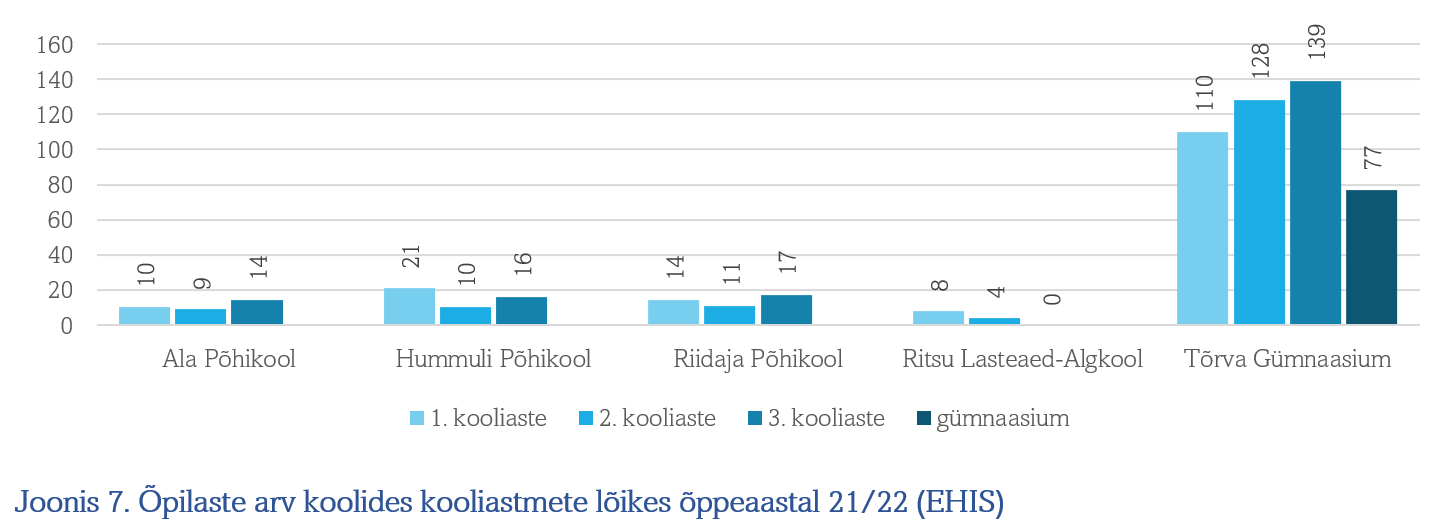 160
140
120
100
80
60
40
20
0
10 9 14 21 10 16 14 11 17 8 4 0 110 128 139 77
Ala Põhikool Hummuli Põhikool Riidaja Põhikool Ritsu Lasteaed-Algkool Tõrva Gümnaasium
1. kooliaste 2. kooliaste 3. kooliaste gümnaasium
Joonis 7. Õpilaste arv koolides kooliastmete lõikes õppeaastal 21/22 (EHIS)